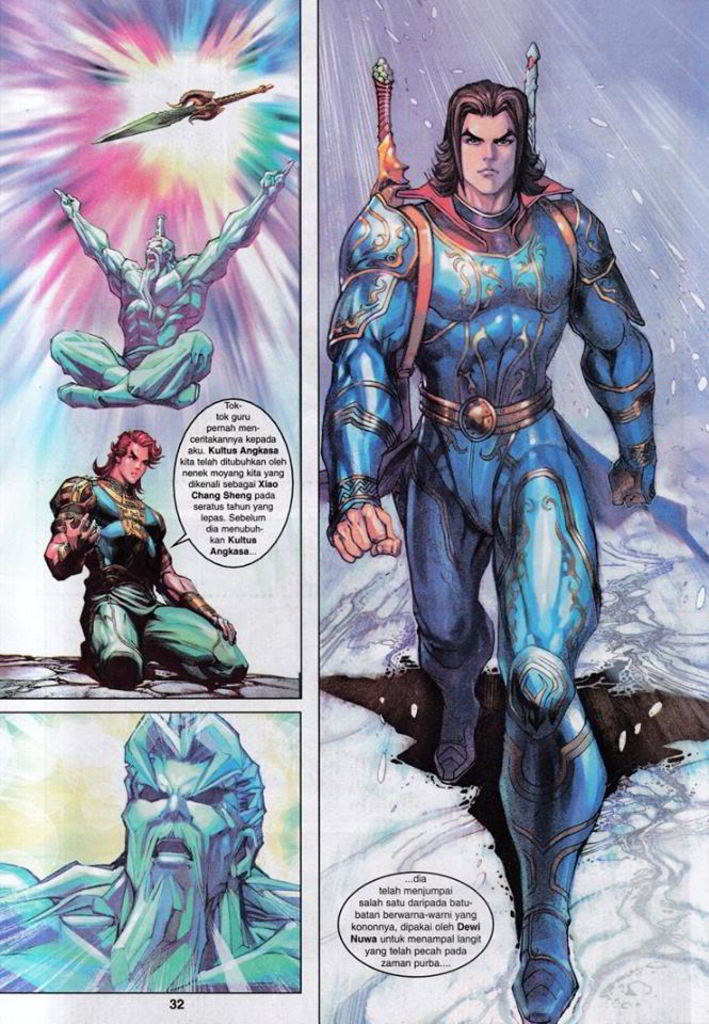 Tok-
tok guru
pernah men-
ceritakannya kepada
aku. Kultus Angkasa
kita telah ditubuhkan oleh
nenek moyang kita yang
dikenali sebagai Xiao
Chang Sheng pada
seratus tahun yang
lepas. Sebelum
dia menubuh-
kan Kultus
Angkasa...
...dia
telah menjumpai
salah satu daripada batu-
batan berwarna-warni yang
kononnya, dipakai oleh Dewi
Nuwa untuk menampal langit
yang telah pecah pada
zaman purba....
32